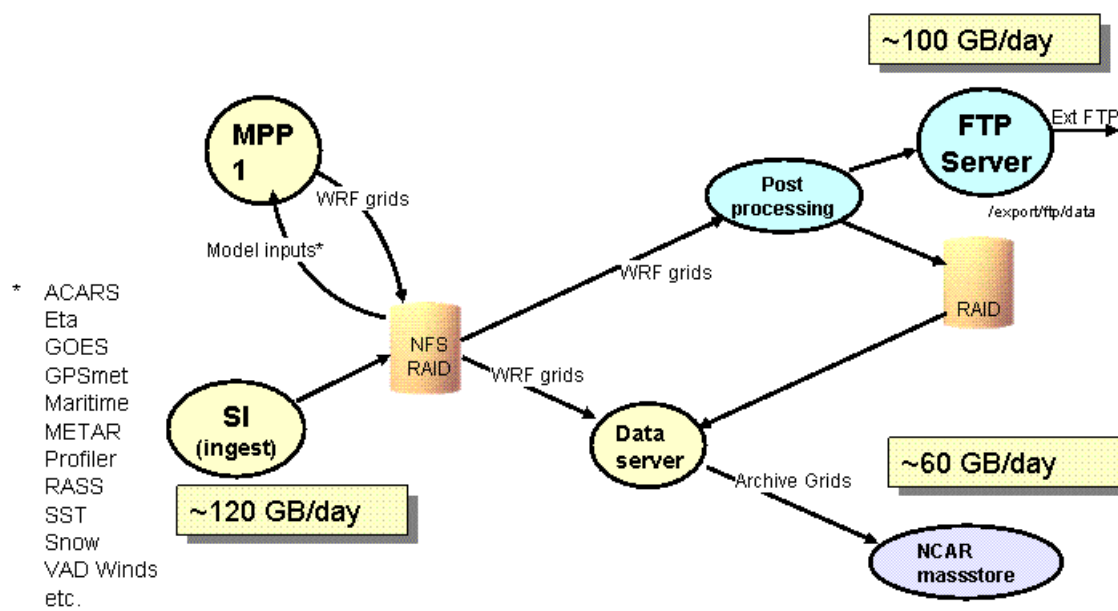 ~100 GB/day
MPP
1
FTP
Server
Ext FTP
WRF grids
Post
processing
/export/ftp/data
Model inputs*
WRF grids
* ACARS
Eta
GOES
GPSmet
Maritime
METAR
Profiler
RASS
SST
Snow
VAD Winds
etc.
NFS
RAID
RAID
WRF grids
SI
(ingest)
Data
server
~60 GB/day
Archive Grids
~120 GB/day
NCAR
massstore